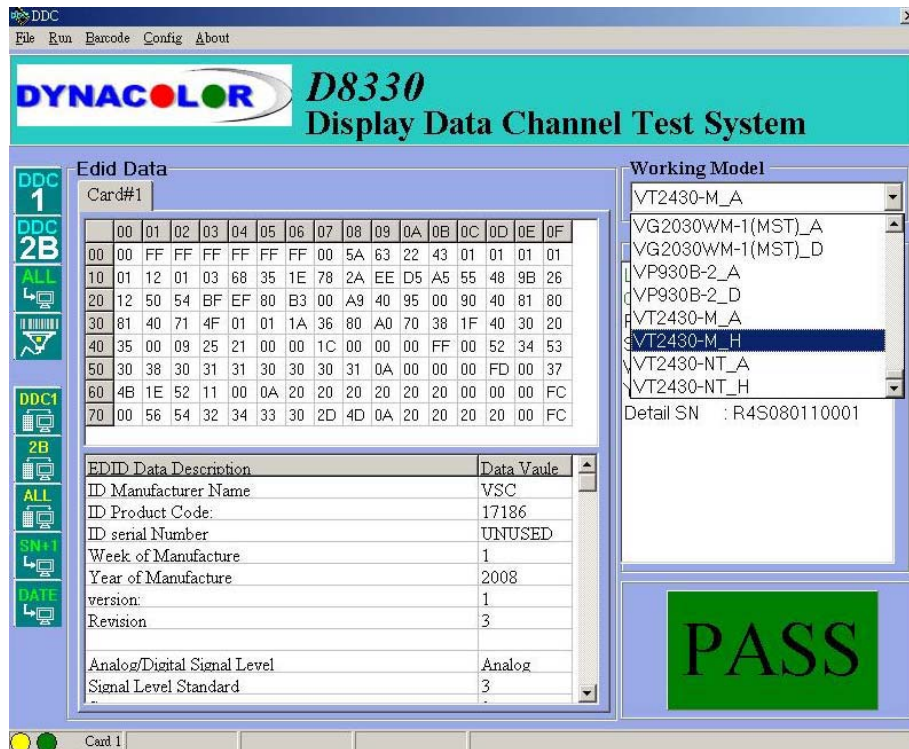 DDC
File Run Barcode Config About
DYNACOLOR
D8330
Display Data Channel Test System
DDC
1
DDC
2B
ALL
DDC1
2B
ALL
SN+1
DATE
Edid Data
Card#1
00 01 02 03 04 05 06 07 08 09 0A 0B 0C 0D 0E 0F
00 00 FF FF FF FF FF FF 00 5A 63 22 43 01 01 01 01
10 01 12 01 03 68 35 1E 78 2A EE D5 A5 55 48 9B 26
20 12 50 54 BF EF 80 B3 00 A9 40 95 00 90 40 81 80
30 81 40 71 4F 01 01 1A 36 80 A0 70 38 1F 40 30 20
40 35 00 09 25 21 00 00 1C 00 00 00 FF 00 52 34 53
50 30 38 30 31 31 30 30 30 31 0A 00 00 00 FD 00 37
60 4B 1E 52 11 00 0A 20 20 20 20 20 20 00 00 00 FC
70 00 56 54 32 34 33 30 2D 4D 0A 20 20 20 20 00 FC
EDID Data Description Data Vaule
ID Manufacturer Name VSC
ID Product Code: 17186
ID serial Number UNUSED
Week of Manufacture 1
Year of Manufacture 2008
version: 1
Revision 3
Analog/Digital Signal Level Analog
Signal Level Standard 3
Working Model
VT2430-M_A
VG2030WM-1(MST)_A
VG2030WM-1(MST)_D
VP930B-2_A
VP930B-2_D
VT2430-M_A
VT2430-M_H
VT2430-NT_A
VT2430-NT_H
Detail SN : R4S080110001
PASS
Card 1